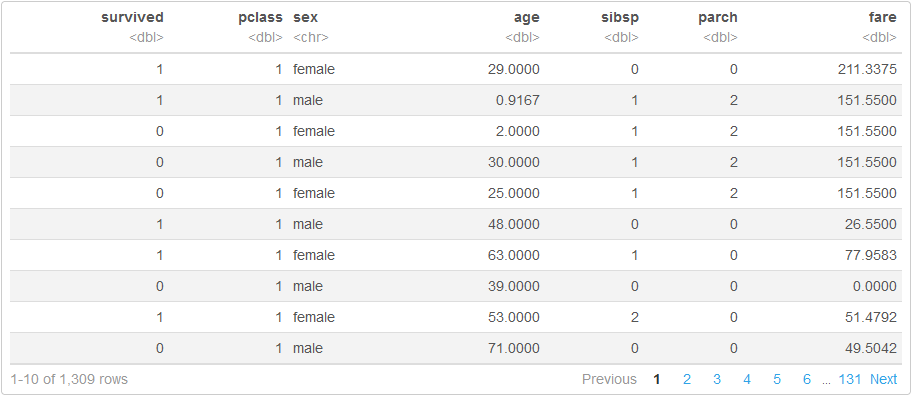 survived pclass sex age sibsp parch fare
<dbl> <dbl> <chr> <dbl> <dbl> <dbl> <dbl>
1 1 female 29.0000 0 0 211.3375
1 1 male 0.9167 1 2 151.5500
0 1 female 2.0000 1 2 151.5500
0 1 male 30.0000 1 2 151.5500
0 1 female 25.0000 1 2 151.5500
1 1 male 48.0000 0 0 26.5500
1 1 female 63.0000 1 0 77.9583
0 1 male 39.0000 0 0 0.0000
1 1 female 53.0000 2 0 51.4792
0 1 male 71.0000 0 0 49.5042
1-10 of 1,309 rows Previous 1 2 3 4 5 6 ... 131 Next